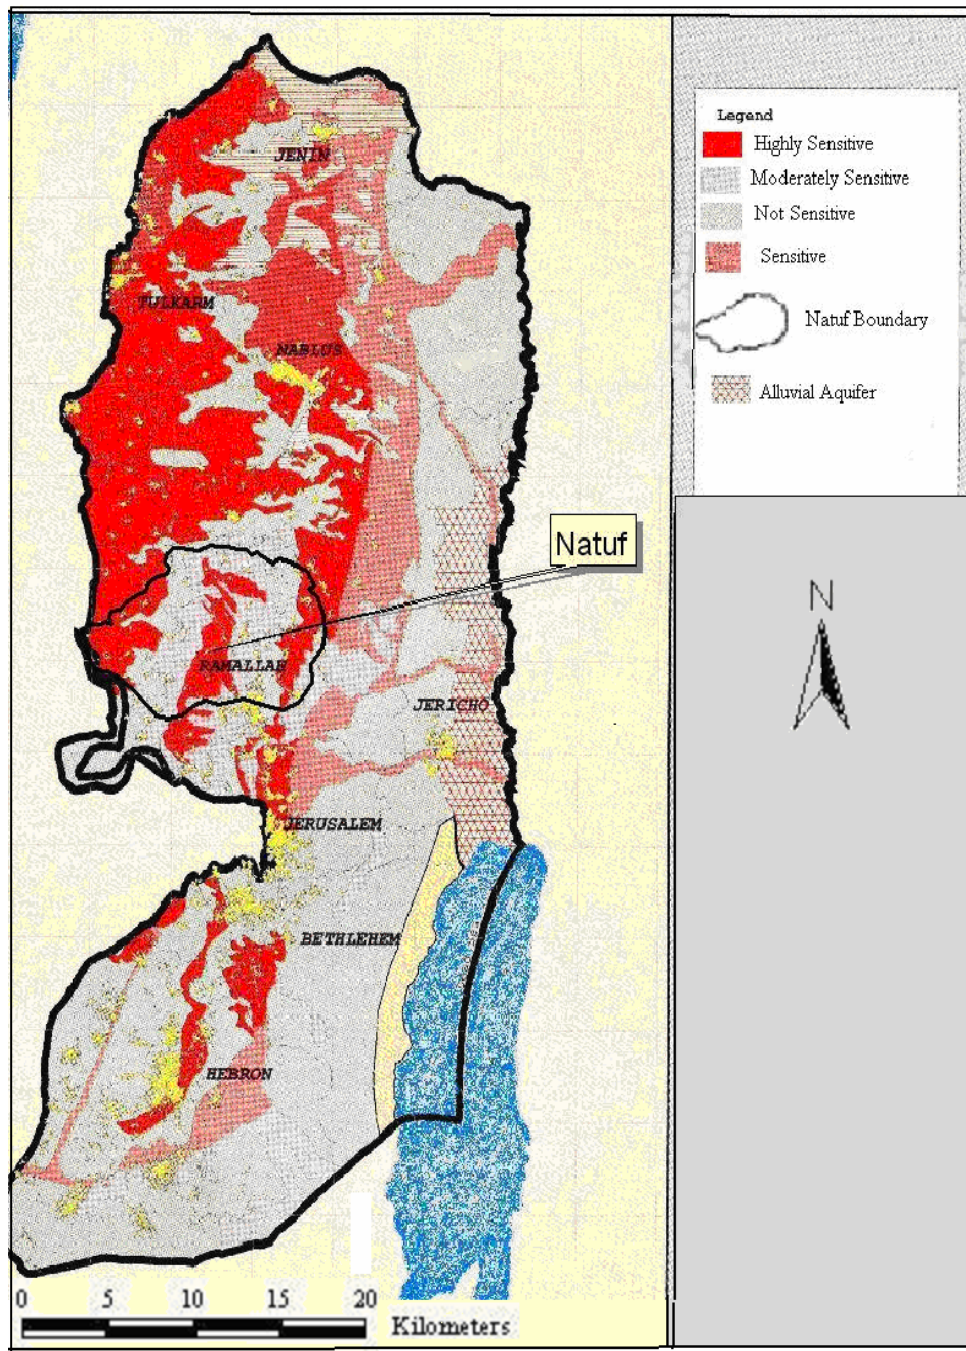 JENIN
TULKARM
NABLUS
Natuf
RAMALLAH
JERICHO
JERUSALEM
BETHLEHEM
HEBRON
0 5 10 15 20
Kilometers
Legend
Highly Sensitive
Moderately Sensitive
Not Sensitive
Sensitive
Natuf Boundary
Alluvial Aquifer
N